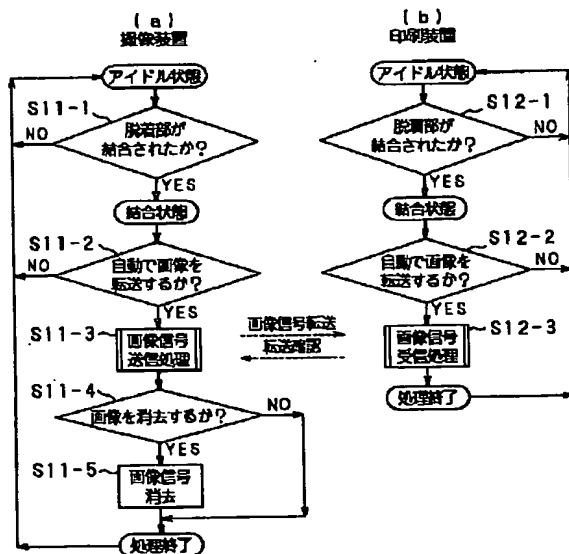 (a)
撮像装置
アイドル状態
S11-1
脱着部が
結合されたか?
NO
YES
結合状態
S11-2
自動で画像を
転送するか?
NO
YES
S11-3
画像信号
送信処理
S11-4
画像を消去するか?
NO
YES
S11-5
画像信号
消去
処理終了
画像信号転送
転送確認
(b)
印刷装置
アイドル状態
S12-1
脱着部が
結合されたか?
NO
YES
結合状態
S12-2
自動で画像を
転送するか?
NO
YES
S12-3
画像信号
受信処理
処理終了